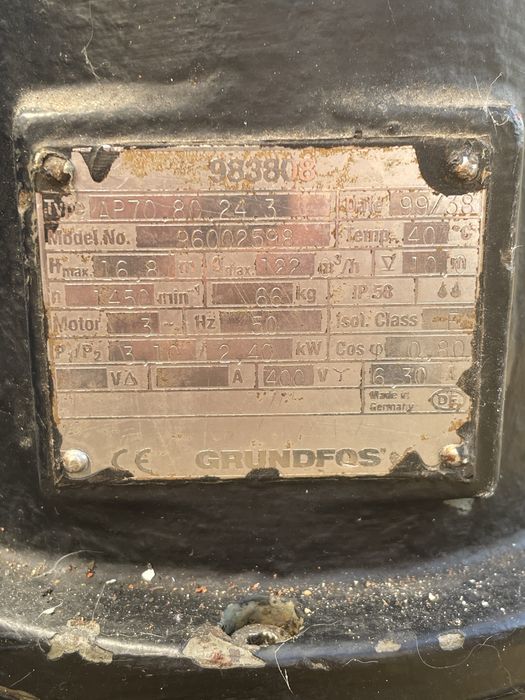 983808
Type AP70.80.24.3 99/38
Model.No. 96002598 Temp. 40 °C
Hmax. 16,8 m Qmax. 122 m³/h ∇ 10 m
n 1450 min⁻¹ 66 kg IP 58
Motor 3 ~ Hz 50 Isol. Class
P₁/P₂ 3,10 / 2,40 kW Cos φ 0,80
V△ A 400 V Y 6,30 A
Made in Germany DE
CE GRUNDFOS